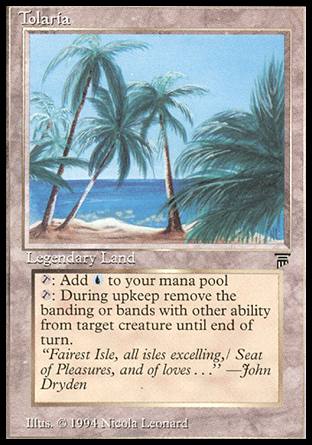 Tolaria
Legendary Land
: Add to your mana pool
: During upkeep remove the
banding or bands with other ability
from target creature until end of
turn.
"Fairest Isle, all isles excelling,/ Seat
of Pleasures, and of loves . . ." —John
Dryden
Illus. © 1994 Nicola Leonard